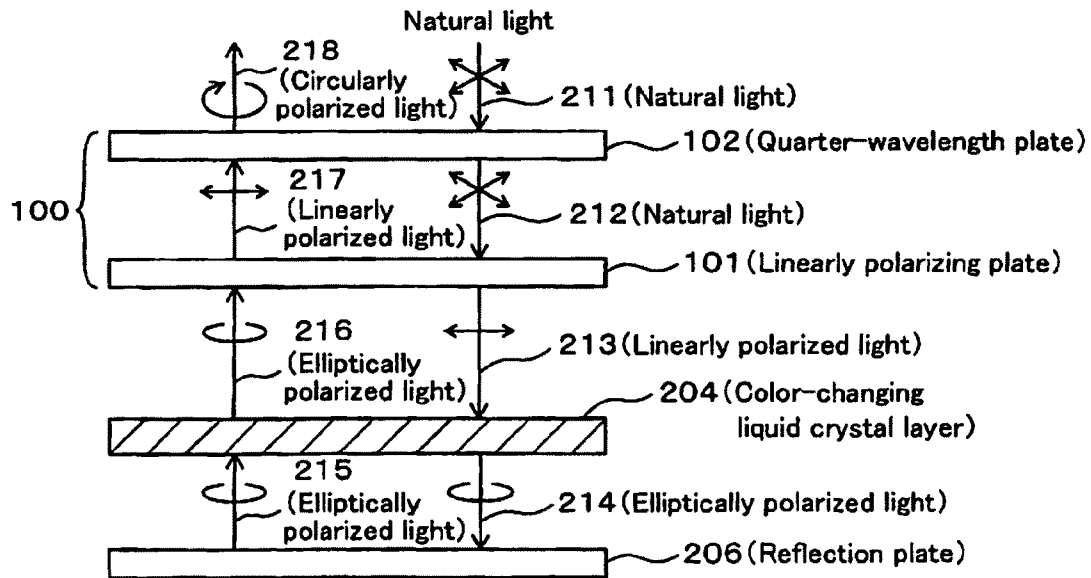 Natural light
218
(Circularly
polarized light)
211(Natural light)
102(Quarter-wavelength plate)
100
217
(Linearly
polarized light)
212(Natural light)
101(Linearly polarizing plate)
216
(Elliptically
polarized light)
213(Linearly polarized light)
204(Color-changing
liquid crystal layer)
215
(Elliptically
polarized light)
214(Elliptically polarized light)
206(Reflection plate)